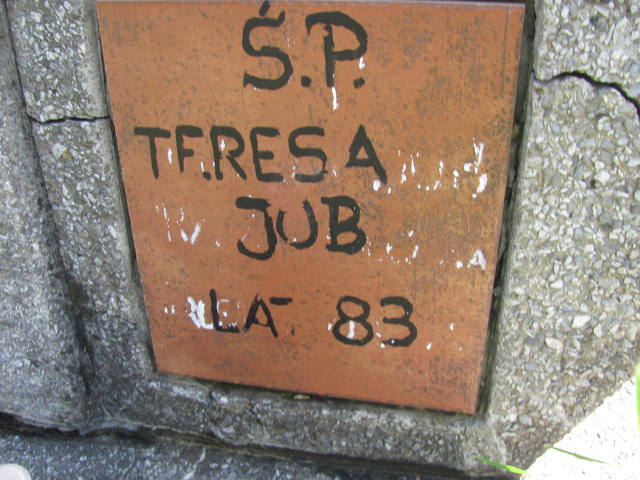 Ś.P.
TERESA
JUB
LAT 83